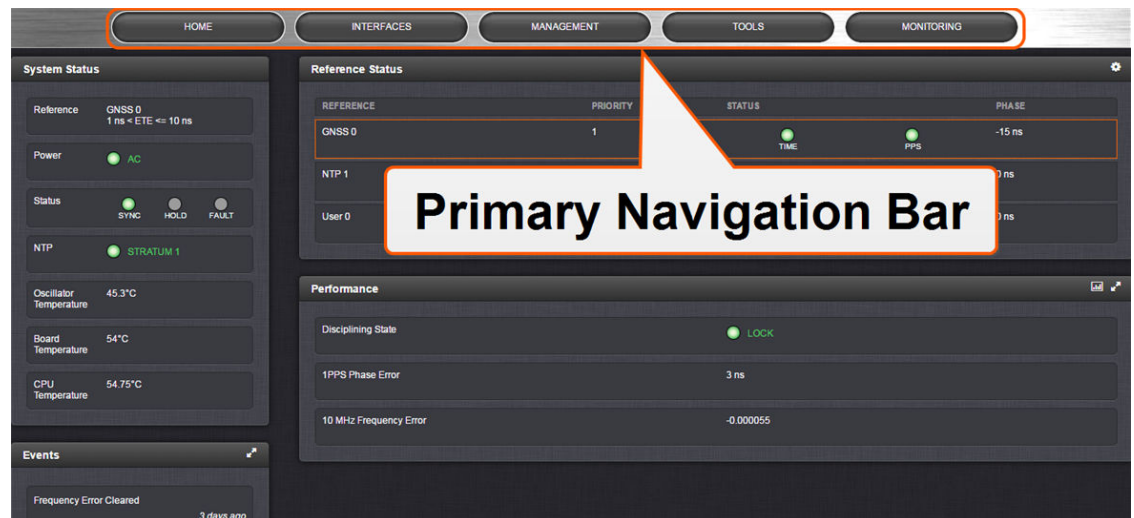 HOME INTERFACES MANAGEMENT TOOLS MONITORING
System Status
Reference GNSS 0
1 ns < ETE <= 10 ns
Power AC
Status SYNC HOLD FAULT
NTP STRATUM 1
Oscillator Temperature 45.3°C
Board Temperature 54°C
CPU Temperature 54.75°C
Events
Frequency Error Cleared
3 days ago
Reference Status
REFERENCE PRIORITY STATUS PHASE
GNSS 0 1 TIME PPS -15 ns
NTP 1 0 ns
User 0 0 ns
Primary Navigation Bar
Performance
Disciplining State LOCK
1PPS Phase Error 3 ns
10 MHz Frequency Error -0.000055